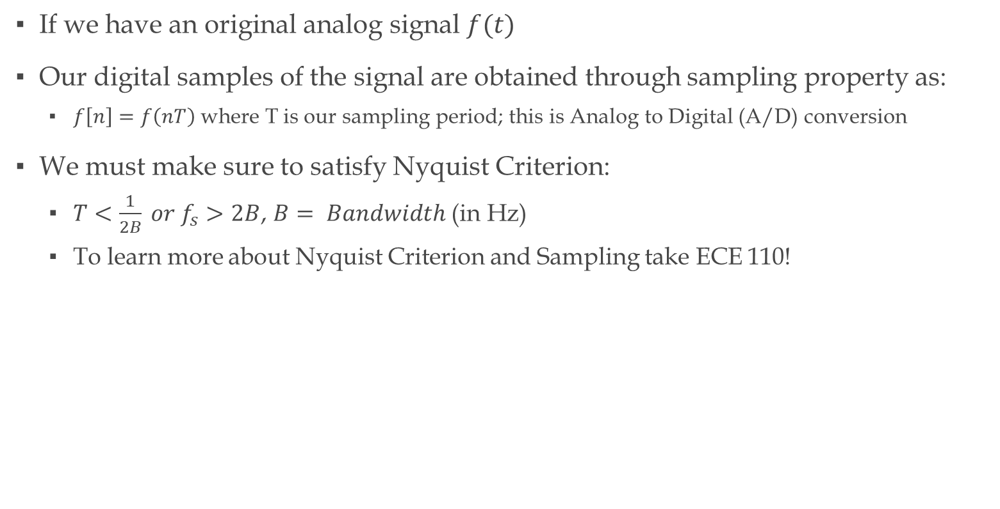 ▪ If we have an original analog signal f(t)
▪ Our digital samples of the signal are obtained through sampling property as:
▪ f[n] = f(nT) where T is our sampling period; this is Analog to Digital (A/D) conversion
▪ We must make sure to satisfy Nyquist Criterion:
▪ T < 1/2B or fₛ > 2B, B = Bandwidth (in Hz)
▪ To learn more about Nyquist Criterion and Sampling take ECE 110!